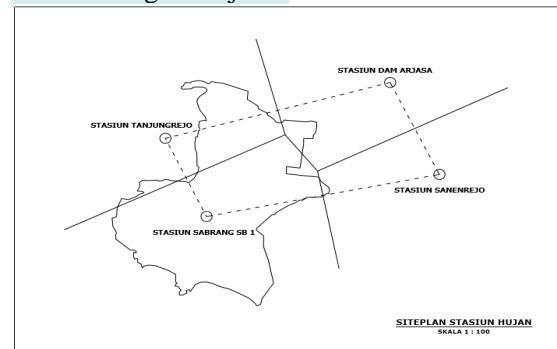 STASIUN DAM ARJASA
STASIUN TANJUNGREJO
STASIUN SANENREJO
STASIUN SABRANG SB 1
SITEPLAN STASIUN HUJAN
SKALA 1 : 100